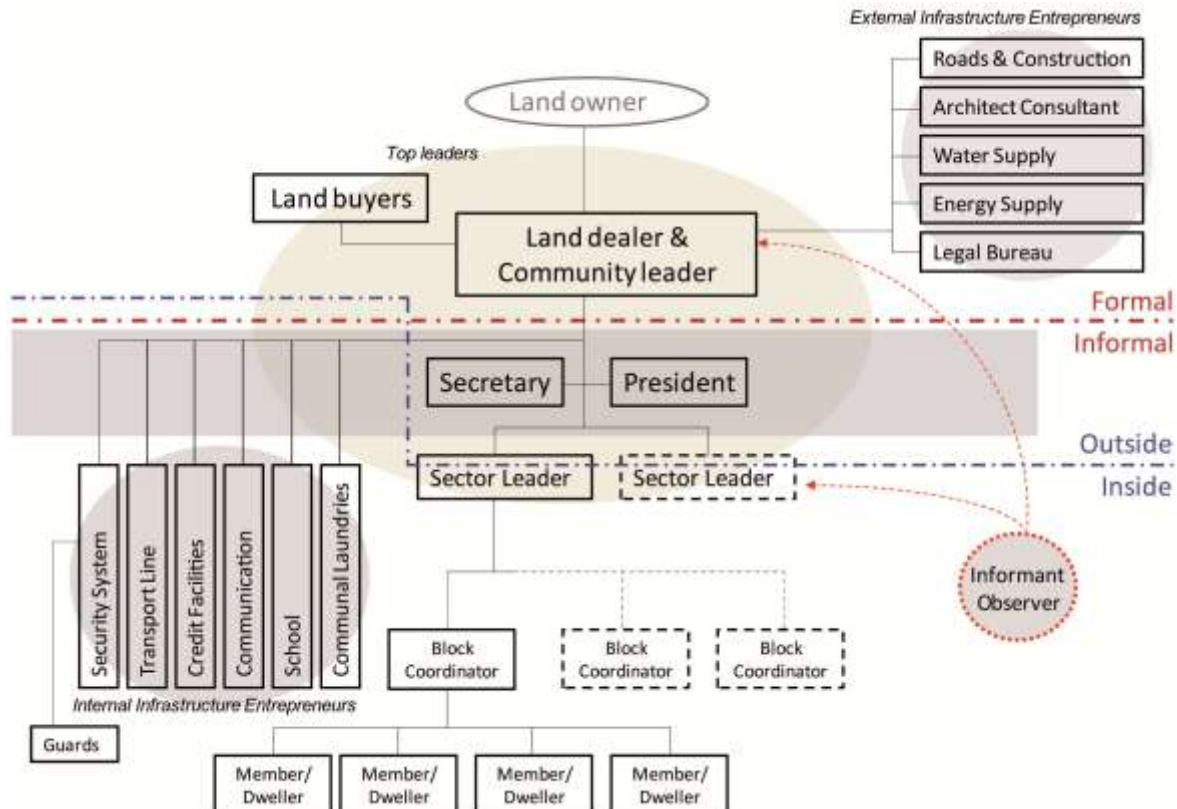 External Infrastructure Entrepreneurs
Roads & Construction
Architect Consultant
Water Supply
Energy Supply
Legal Bureau
Land owner
Top leaders
Land buyers
Land dealer &
Community leader
Formal
Informal
Secretary
President
Outside
Inside
Sector Leader
Sector Leader
Security System
Transport Line
Credit Facilities
Communication
School
Communal Laundries
Internal Infrastructure Entrepreneurs
Guards
Informant
Observer
Block
Coordinator
Block
Coordinator
Block
Coordinator
Member/
Dweller
Member/
Dweller
Member/
Dweller
Member/
Dweller